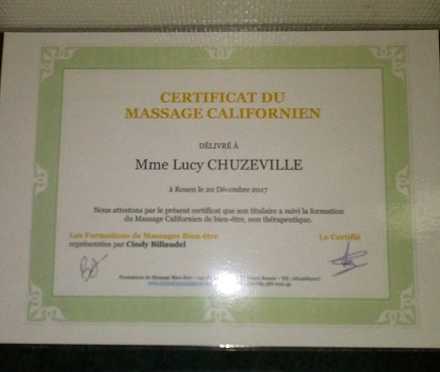 CERTIFICAT DU
MASSAGE CALIFORNIEN
DÉLIVRÉ À
Mme Lucy CHUZEVILLE
à Rouen le 20 Décembre 2017
Nous attestons par le présent certificat que son titulaire a suivi la formation
du Massage Californien de bien-être, non thérapeutique.
Les Formations de Massages Bien-être
représentées par Cindy Billaudel
Le Certifié